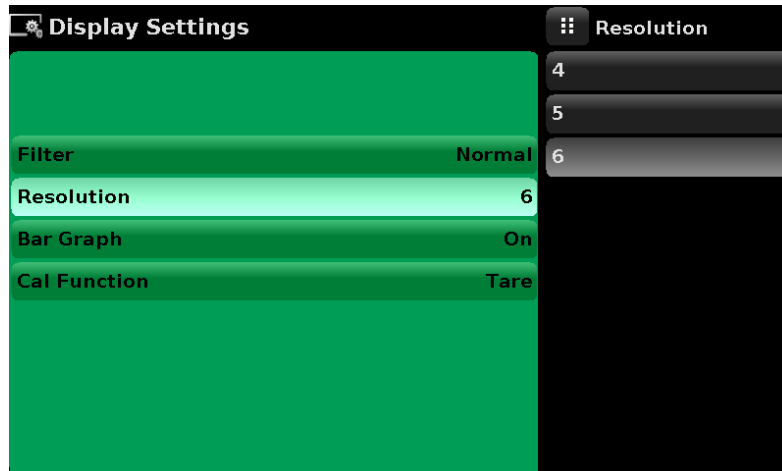 Display Settings
Filter Normal
Resolution 6
Bar Graph On
Cal Function Tare
Resolution
4
5
6